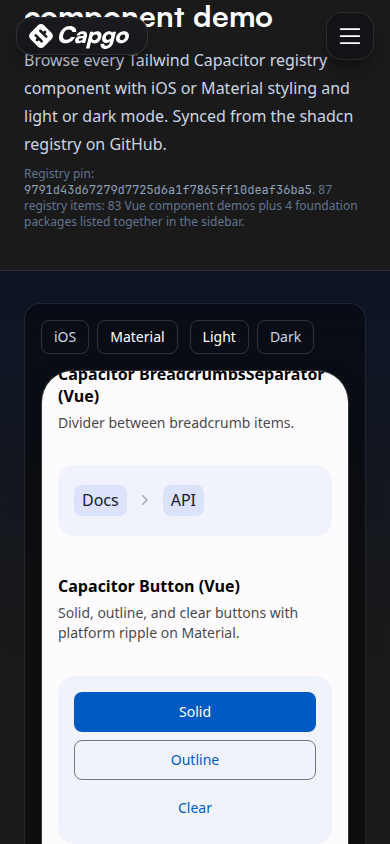 component demo
Capgo
Browse every Tailwind Capacitor registry
component with iOS or Material styling and
light or dark mode. Synced from the shadcn
registry on GitHub.
Registry pin:
9791d43d67279d7725d6a1f7865ff10deaf36ba5. 87
registry items: 83 Vue component demos plus 4 foundation
packages listed together in the sidebar.
iOS
Material
Light
Dark
Capacitor BreadcrumbsSeparator
(Vue)
Divider between breadcrumb items.
Docs
API
Capacitor Button (Vue)
Solid, outline, and clear buttons with
platform ripple on Material.
Solid
Outline
Clear